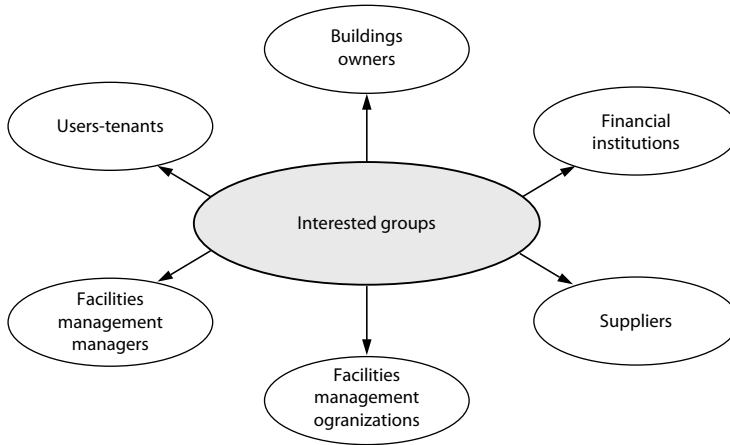 Buildings
owners
Users-tenants
Financial
institutions
Interested groups
Facilities
management
managers
Suppliers
Facilities
management
ogranizations